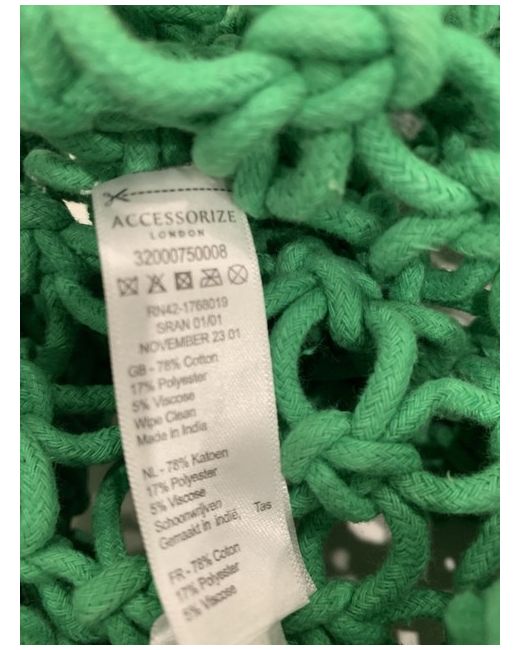 ACCESSORIZE
LONDON
32000750008
RN42-1768019
SRAN 01/01
NOVEMBER 23 01
GB - 78% Cotton
17% Polyester
5% Viscose
Wipe Clean
Made in India
NL - 78% Katoen
17% Polyester
5% Viscose
Schoonwrijven
Gemaakt in Indië, Tas
FR - 78% Coton
17% Polyester
5% Viscose